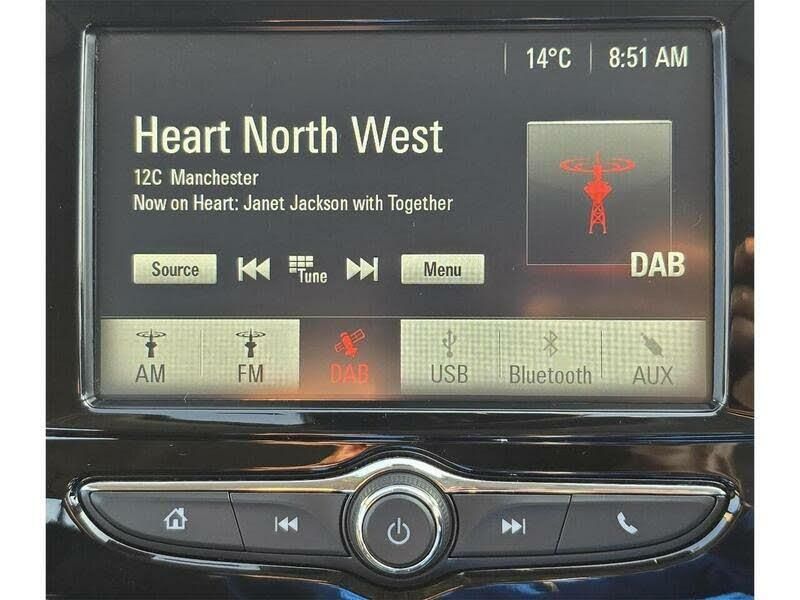 14°C 8:51 AM
Heart North West
12C Manchester
Now on Heart: Janet Jackson with Together
Source Tune Menu
DAB
AM FM DAB USB Bluetooth AUX